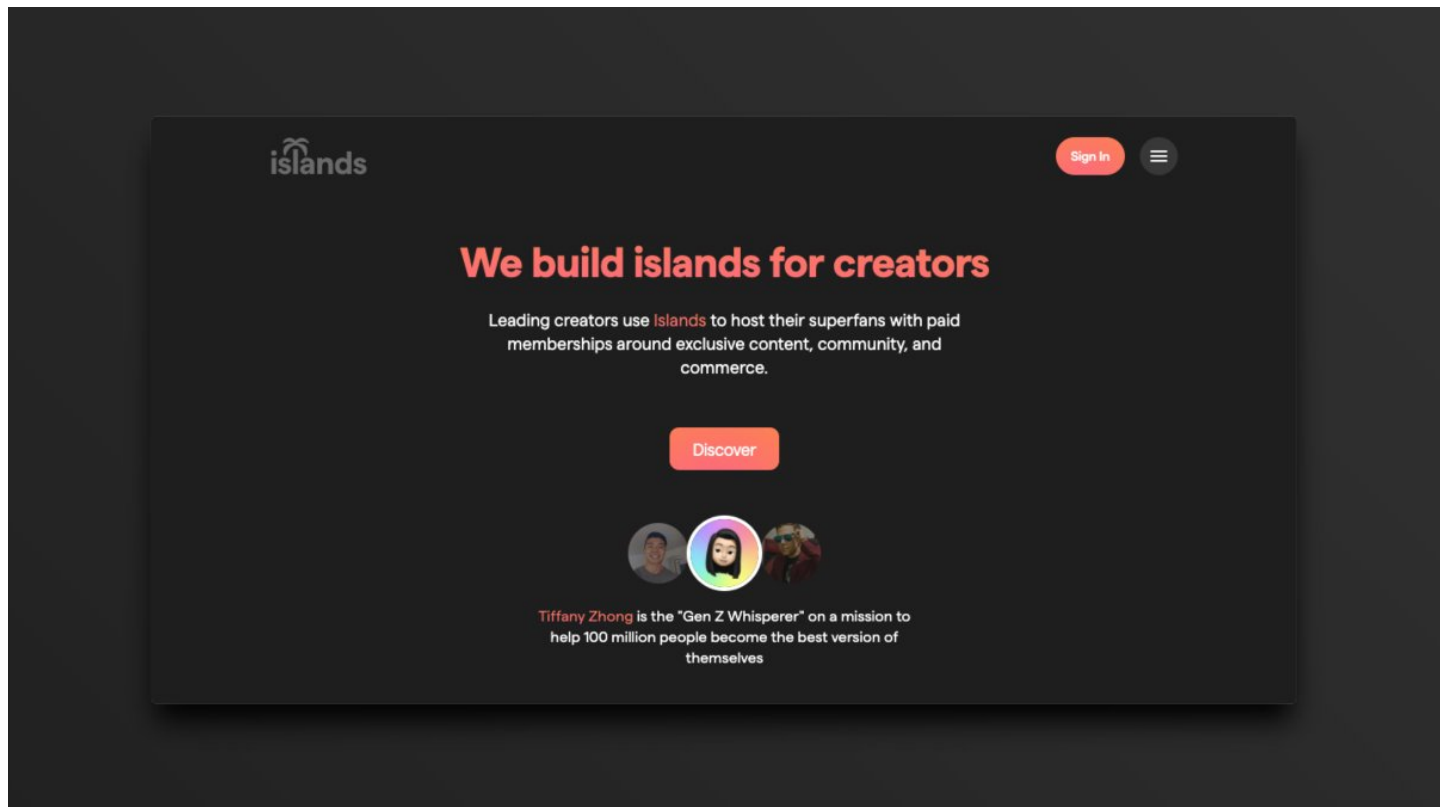 islands
Sign In
We build islands for creators
Leading creators use Islands to host their superfans with paid
memberships around exclusive content, community, and
commerce.
Discover
Tiffany Zhong is the "Gen Z Whisperer" on a mission to
help 100 million people become the best version of
themselves